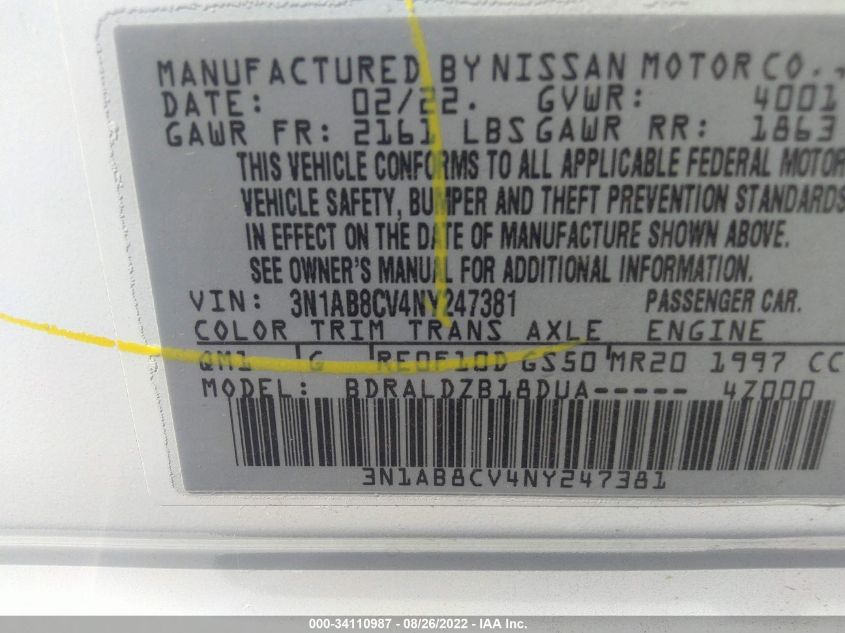 MANUFACTURED BY NISSAN MOTOR CO.,
DATE: 02/22. GVWR: 4001
GAWR FR: 2161 LBS GAWR RR: 1863
THIS VEHICLE CONFORMS TO ALL APPLICABLE FEDERAL MOTOR
VEHICLE SAFETY, BUMPER AND THEFT PREVENTION STANDARDS
IN EFFECT ON THE DATE OF MANUFACTURE SHOWN ABOVE.
SEE OWNER'S MANUAL FOR ADDITIONAL INFORMATION.
VIN: 3N1AB8CV4NY247381 PASSENGER CAR.
COLOR TRIM TRANS AXLE ENGINE
QM1 G RE0F10D GS50 MR20 1997 CC
MODEL: BDRALDZB18DUA----- 4Z000
3N1AB8CV4NY247381
000-34110987 - 08/26/2022 - IAA Inc.